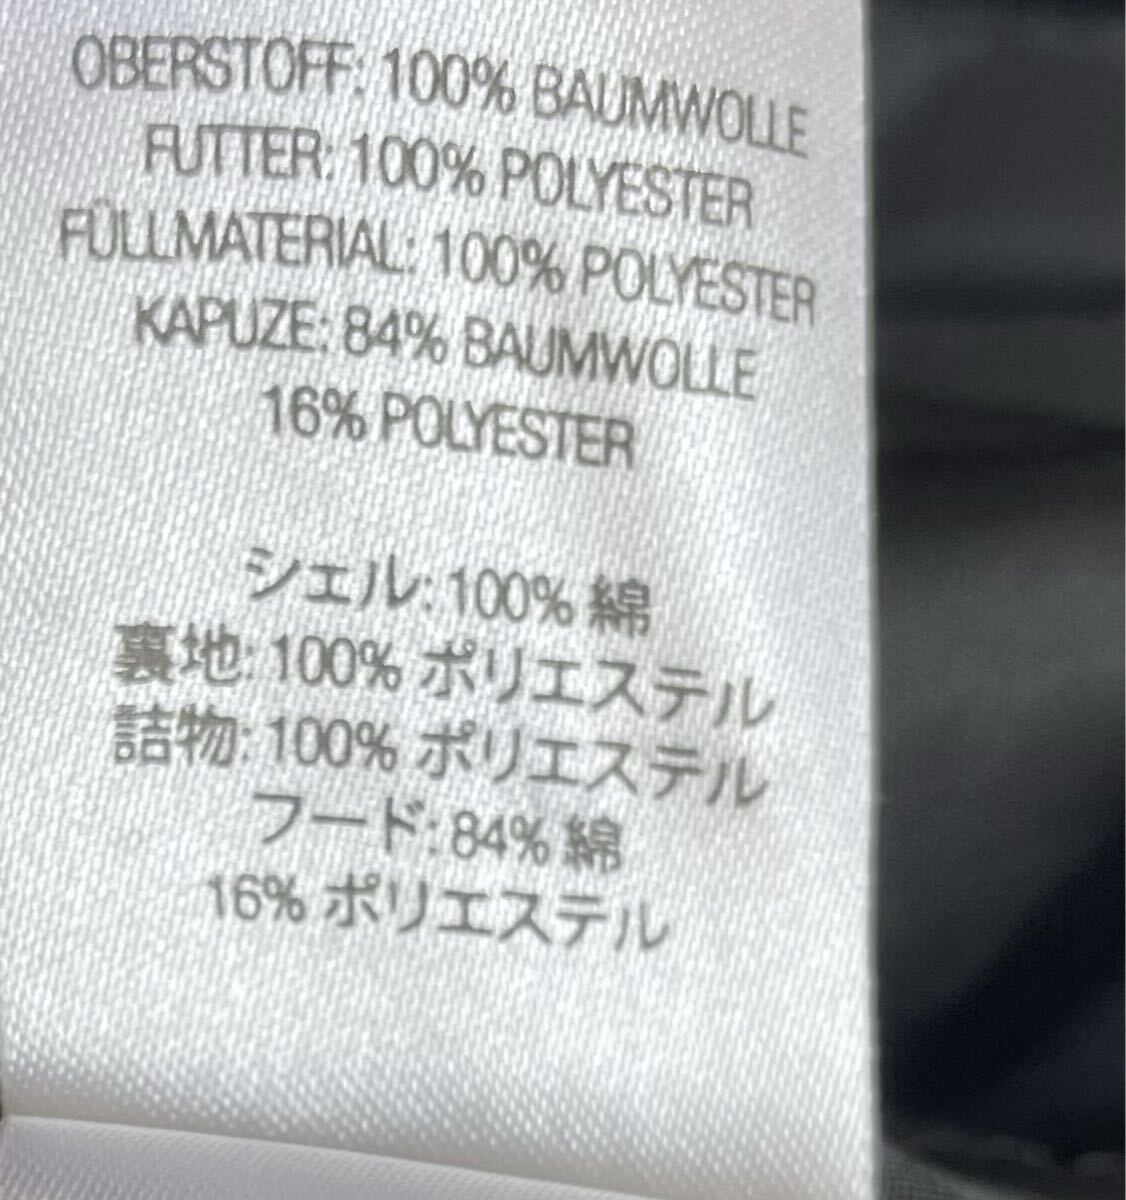 OBERSTOFF: 100% BAUMWOLLE
FUTTER: 100% POLYESTER
FÜLLMATERIAL: 100% POLYESTER
KAPUZE: 84% BAUMWOLLE
16% POLYESTER
シェル: 100% 綿
裏地: 100% ポリエステル
詰物: 100% ポリエステル
フード: 84% 綿
16% ポリエステル